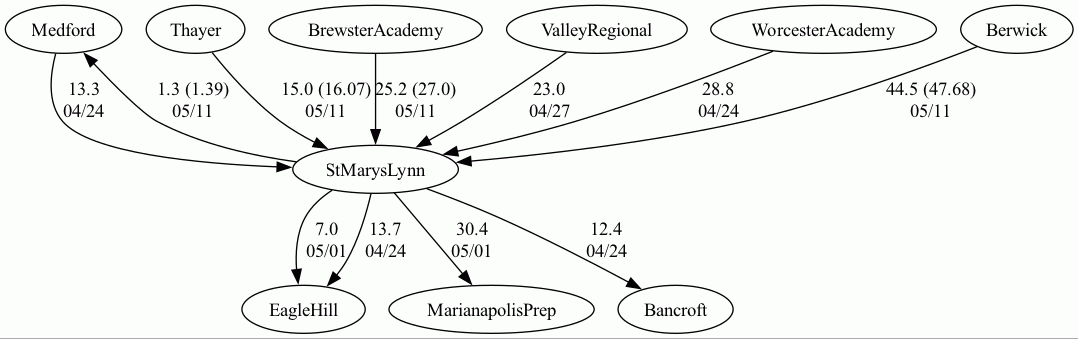 Medford
Thayer
BrewsterAcademy
ValleyRegional
WorcesterAcademy
Berwick
13.3
04/24
1.3 (1.39)
05/11
15.0 (16.07)
05/11
25.2 (27.0)
05/11
23.0
04/27
28.8
04/24
44.5 (47.68)
05/11
StMarysLynn
7.0
05/01
13.7
04/24
30.4
05/01
12.4
04/24
EagleHill
MarianapolisPrep
Bancroft